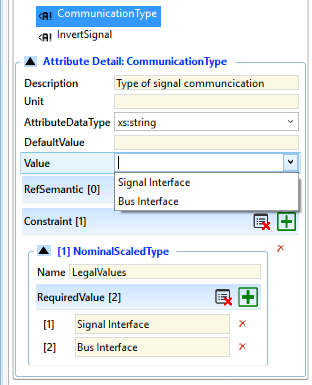 CommunicationType
InvertSignal
Attribute Detail: CommunicationType
Description Type of signal communcication
Unit
AttributeDataType xs:string
DefaultValue
Value
Signal Interface
Bus Interface
RefSemantic [0]
Constraint [1]
[1] NominalScaledType
Name LegalValues
RequiredValue [2]
[1] Signal Interface
[2] Bus Interface